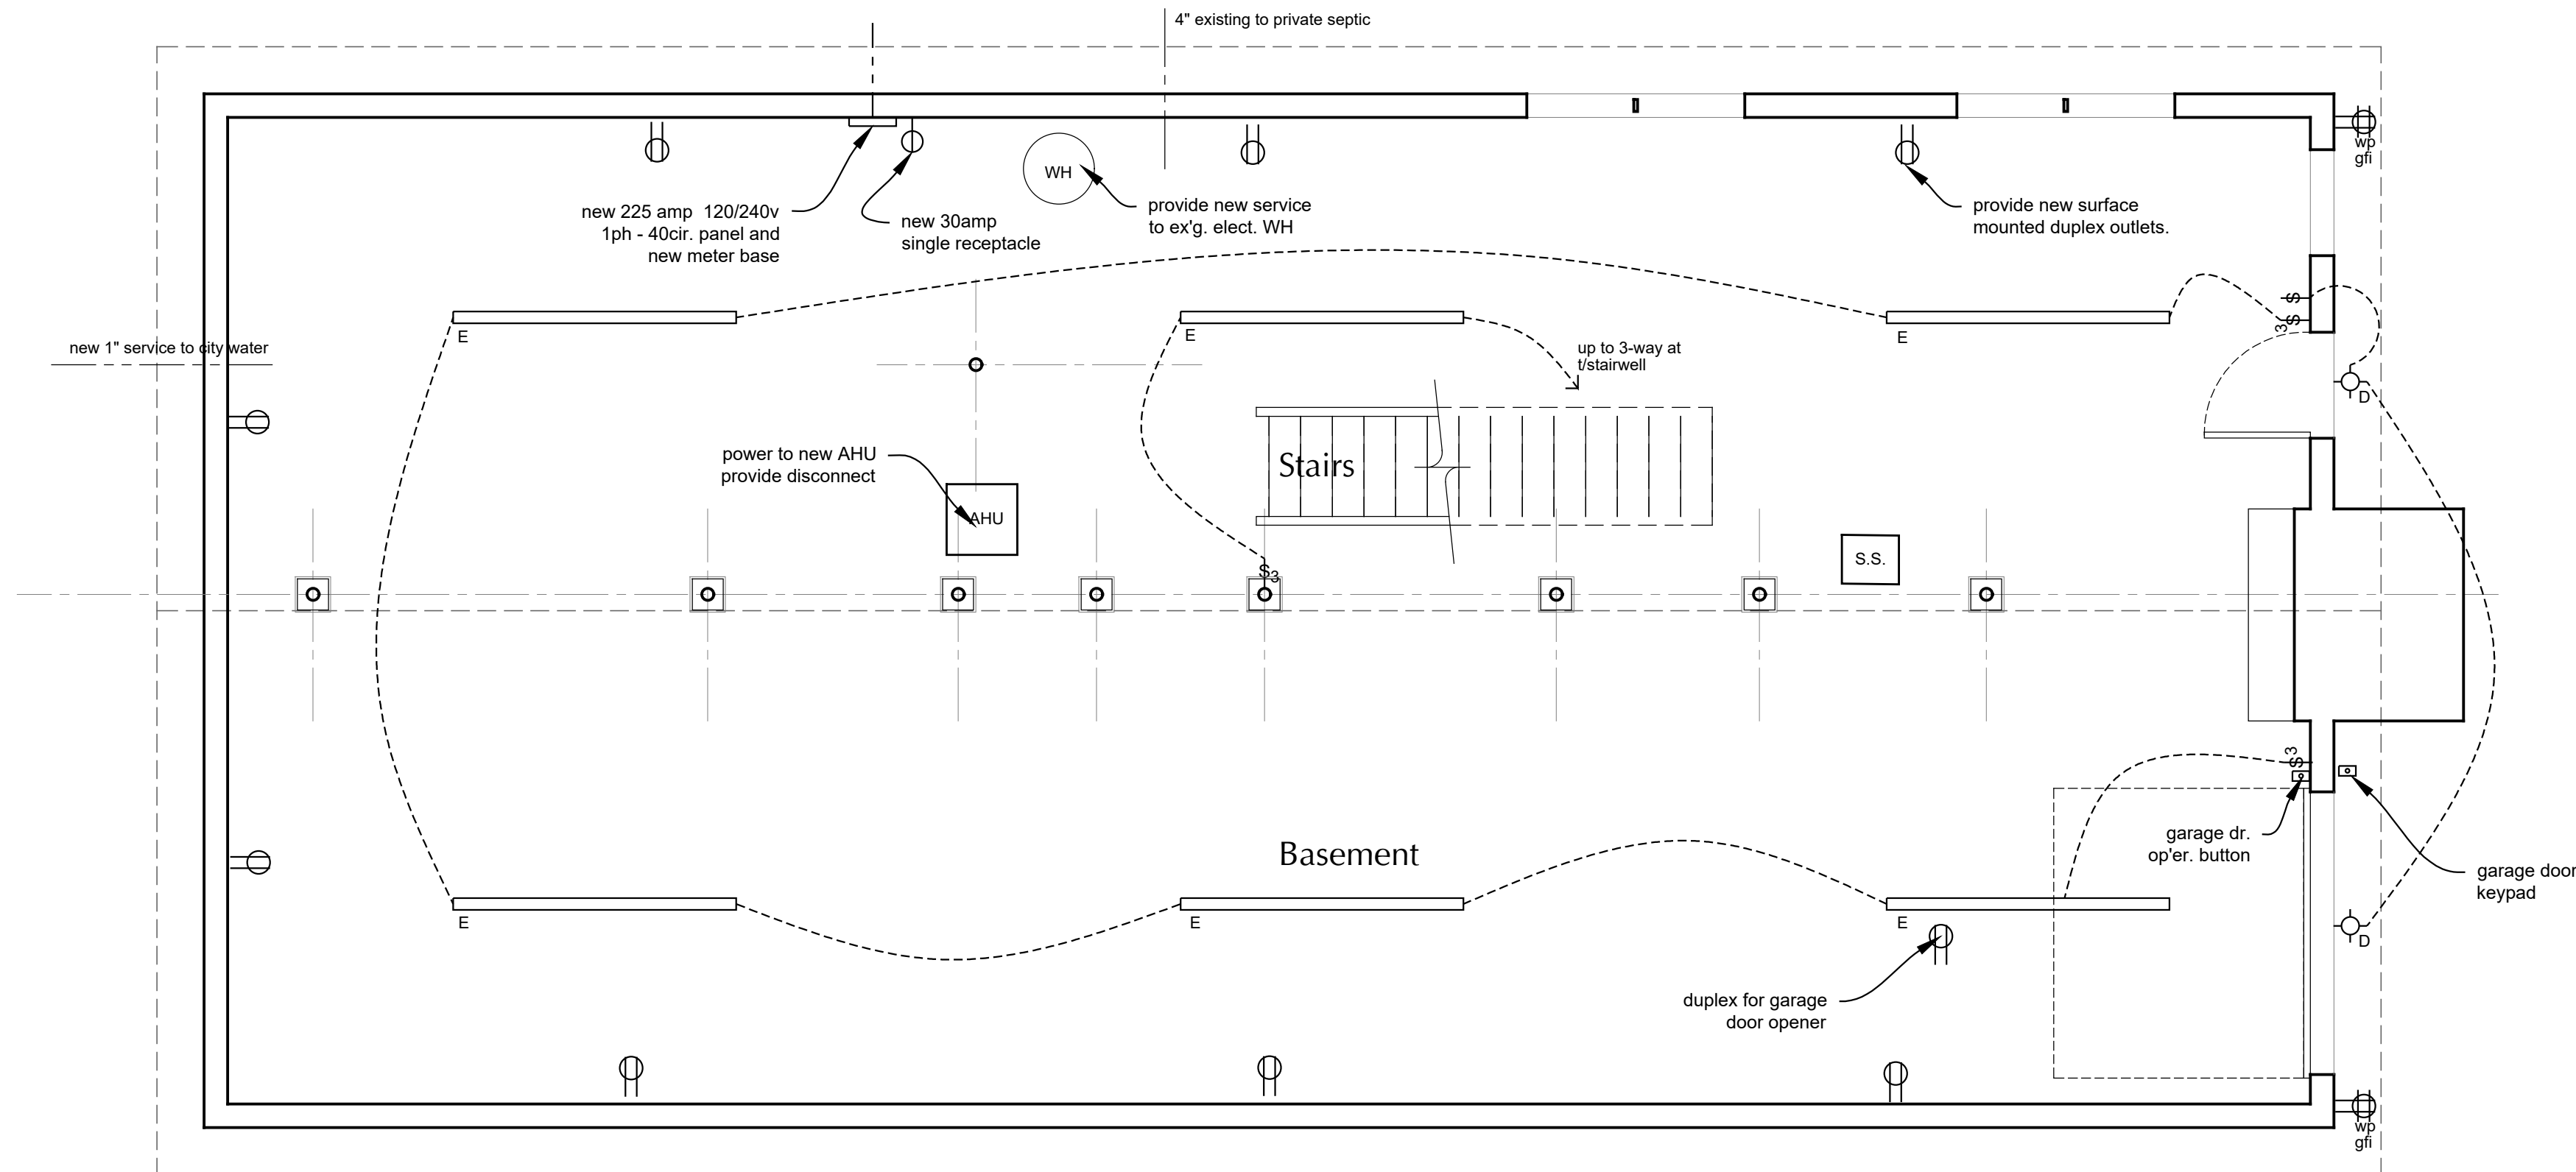 4" existing to private septic
wp
gfi
WH
new 225 amp 120/240v
1ph - 40cir. panel and
new meter base
new 30amp
single receptacle
provide new service
to ex'g. elect. WH
provide new surface
mounted duplex outlets.
S
S3
E
E
E
new 1" service to city water
up to 3-way at
t/stairwell
D
power to new AHU
provide disconnect
AHU
Stairs
S.S.
S3
S3
garage dr.
op'er. button
garage door
keypad
Basement
E
E
E
D
duplex for garage
door opener
wp
gfi